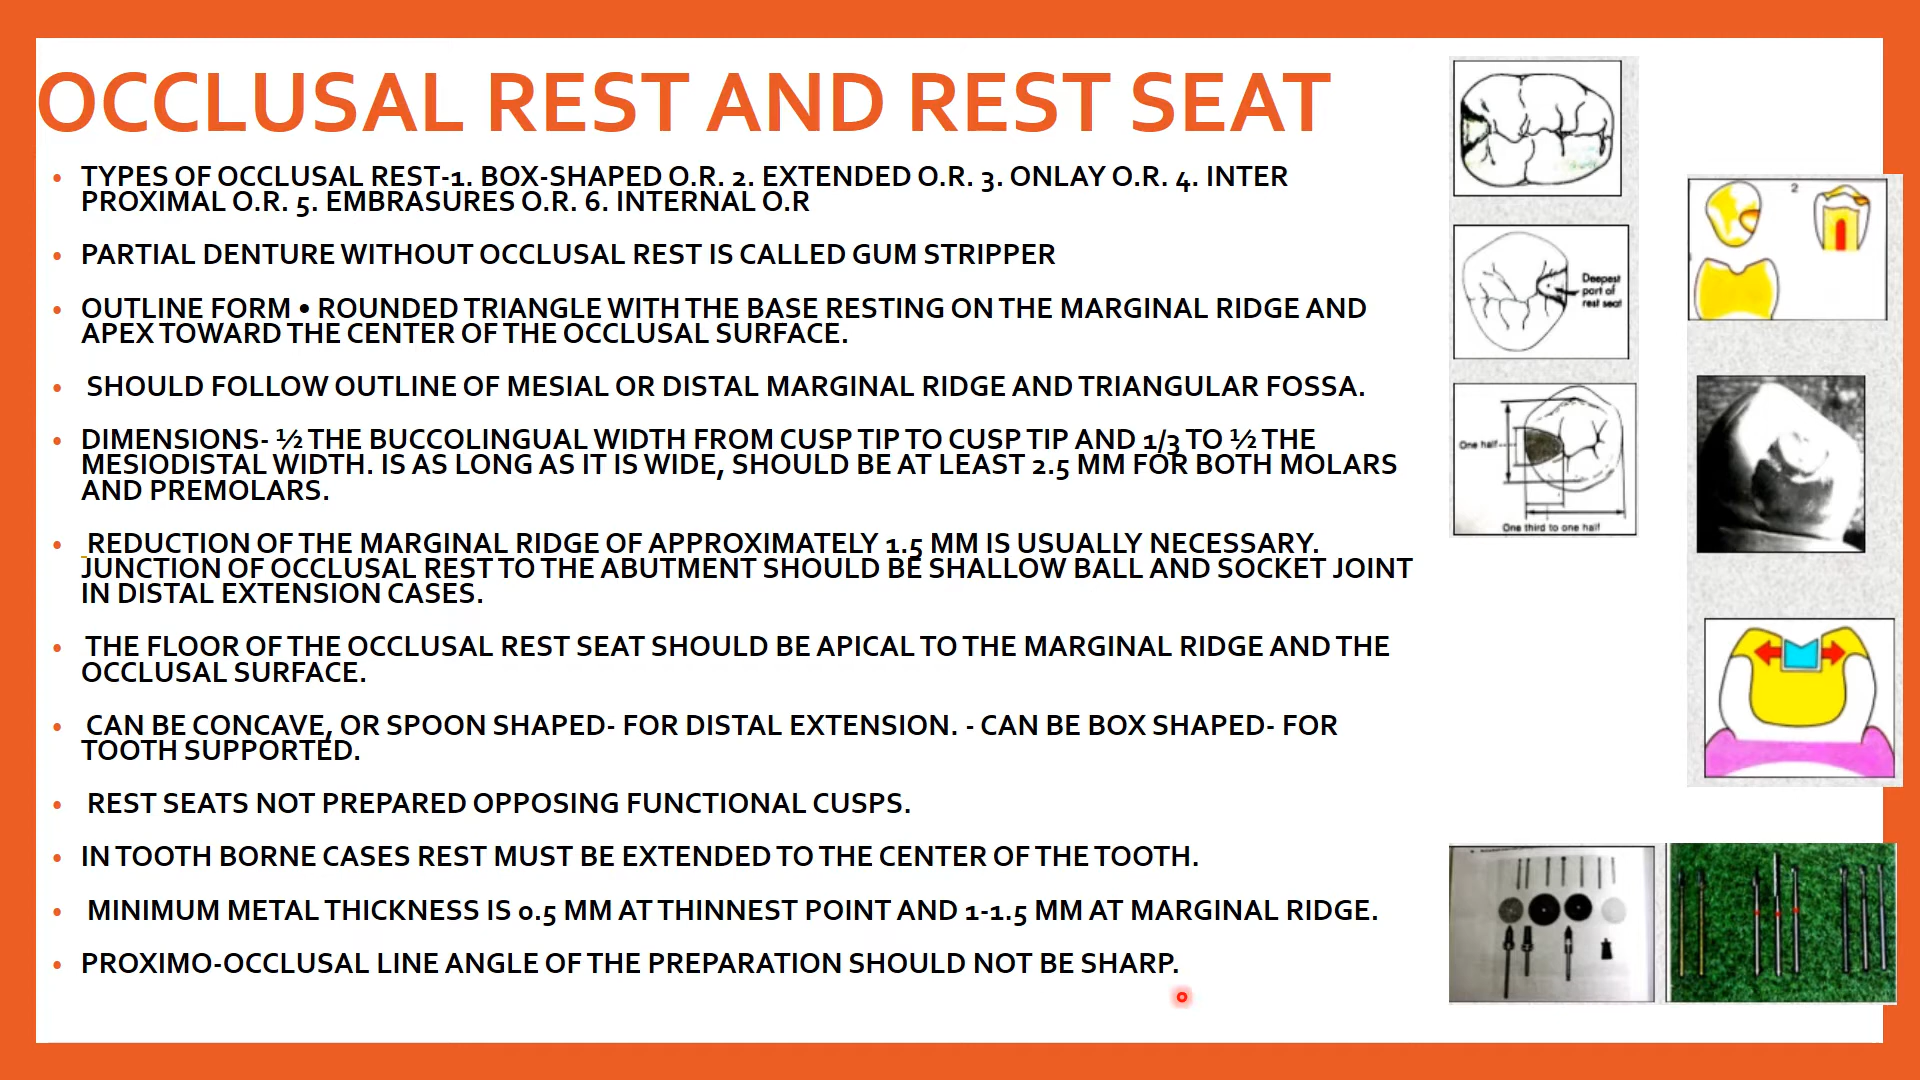 OCCLUSAL REST AND REST SEAT
• TYPES OF OCCLUSAL REST-1. BOX-SHAPED O.R. 2. EXTENDED O.R. 3. ONLAY O.R. 4. INTER
PROXIMAL O.R. 5. EMBRASURES O.R. 6. INTERNAL O.R
• PARTIAL DENTURE WITHOUT OCCLUSAL REST IS CALLED GUM STRIPPER
• OUTLINE FORM • ROUNDED TRIANGLE WITH THE BASE RESTING ON THE MARGINAL RIDGE AND
APEX TOWARD THE CENTER OF THE OCCLUSAL SURFACE.
• SHOULD FOLLOW OUTLINE OF MESIAL OR DISTAL MARGINAL RIDGE AND TRIANGULAR FOSSA.
• DIMENSIONS- ½ THE BUCCOLINGUAL WIDTH FROM CUSP TIP TO CUSP TIP AND 1/3 TO ½ THE
MESIODISTAL WIDTH. IS AS LONG AS IT IS WIDE, SHOULD BE AT LEAST 2.5 MM FOR BOTH MOLARS
AND PREMOLARS.
• REDUCTION OF THE MARGINAL RIDGE OF APPROXIMATELY 1.5 MM IS USUALLY NECESSARY.
JUNCTION OF OCCLUSAL REST TO THE ABUTMENT SHOULD BE SHALLOW BALL AND SOCKET JOINT
IN DISTAL EXTENSION CASES.
• THE FLOOR OF THE OCCLUSAL REST SEAT SHOULD BE APICAL TO THE MARGINAL RIDGE AND THE
OCCLUSAL SURFACE.
• CAN BE CONCAVE, OR SPOON SHAPED- FOR DISTAL EXTENSION. - CAN BE BOX SHAPED- FOR
TOOTH SUPPORTED.
• REST SEATS NOT PREPARED OPPOSING FUNCTIONAL CUSPS.
• IN TOOTH BORNE CASES REST MUST BE EXTENDED TO THE CENTER OF THE TOOTH.
• MINIMUM METAL THICKNESS IS 0.5 MM AT THINNEST POINT AND 1-1.5 MM AT MARGINAL RIDGE.
• PROXIMO-OCCLUSAL LINE ANGLE OF THE PREPARATION SHOULD NOT BE SHARP.
Deepest
part of
rest seat
One half
One third to one half
2